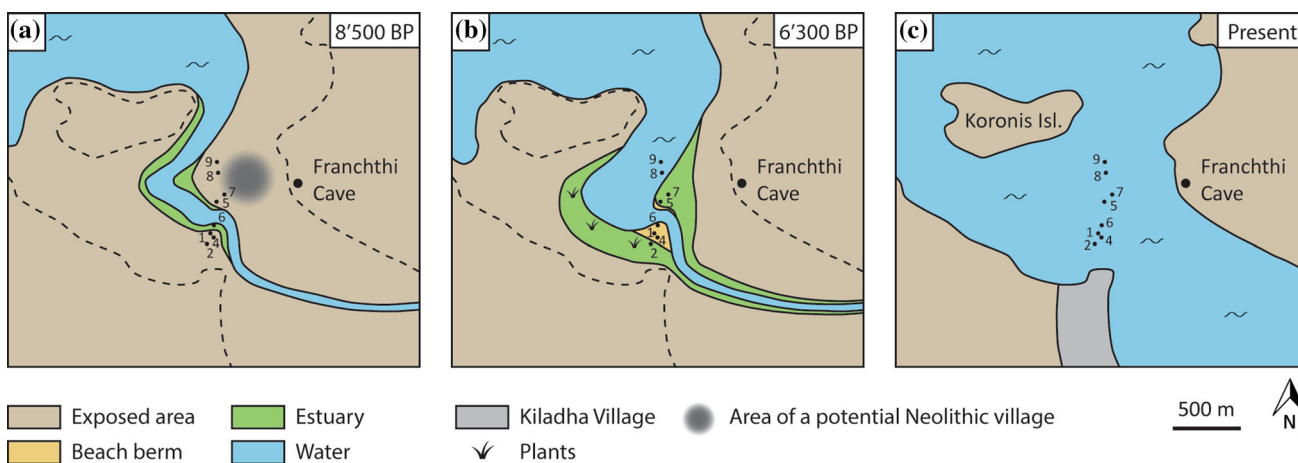 (a)
8'500 BP
9
8
7
5
6
1
4
2
Franchthi
Cave
(b)
6'300 BP
9
8
7
5
6
1
4
2
Franchthi
Cave
(c)
Present
Koronis Isl.
9
8
7
5
6
1
4
2
Franchthi
Cave
Exposed area
Estuary
Kiladha Village
Area of a potential Neolithic village
500 m
N
Beach berm
Water
Plants